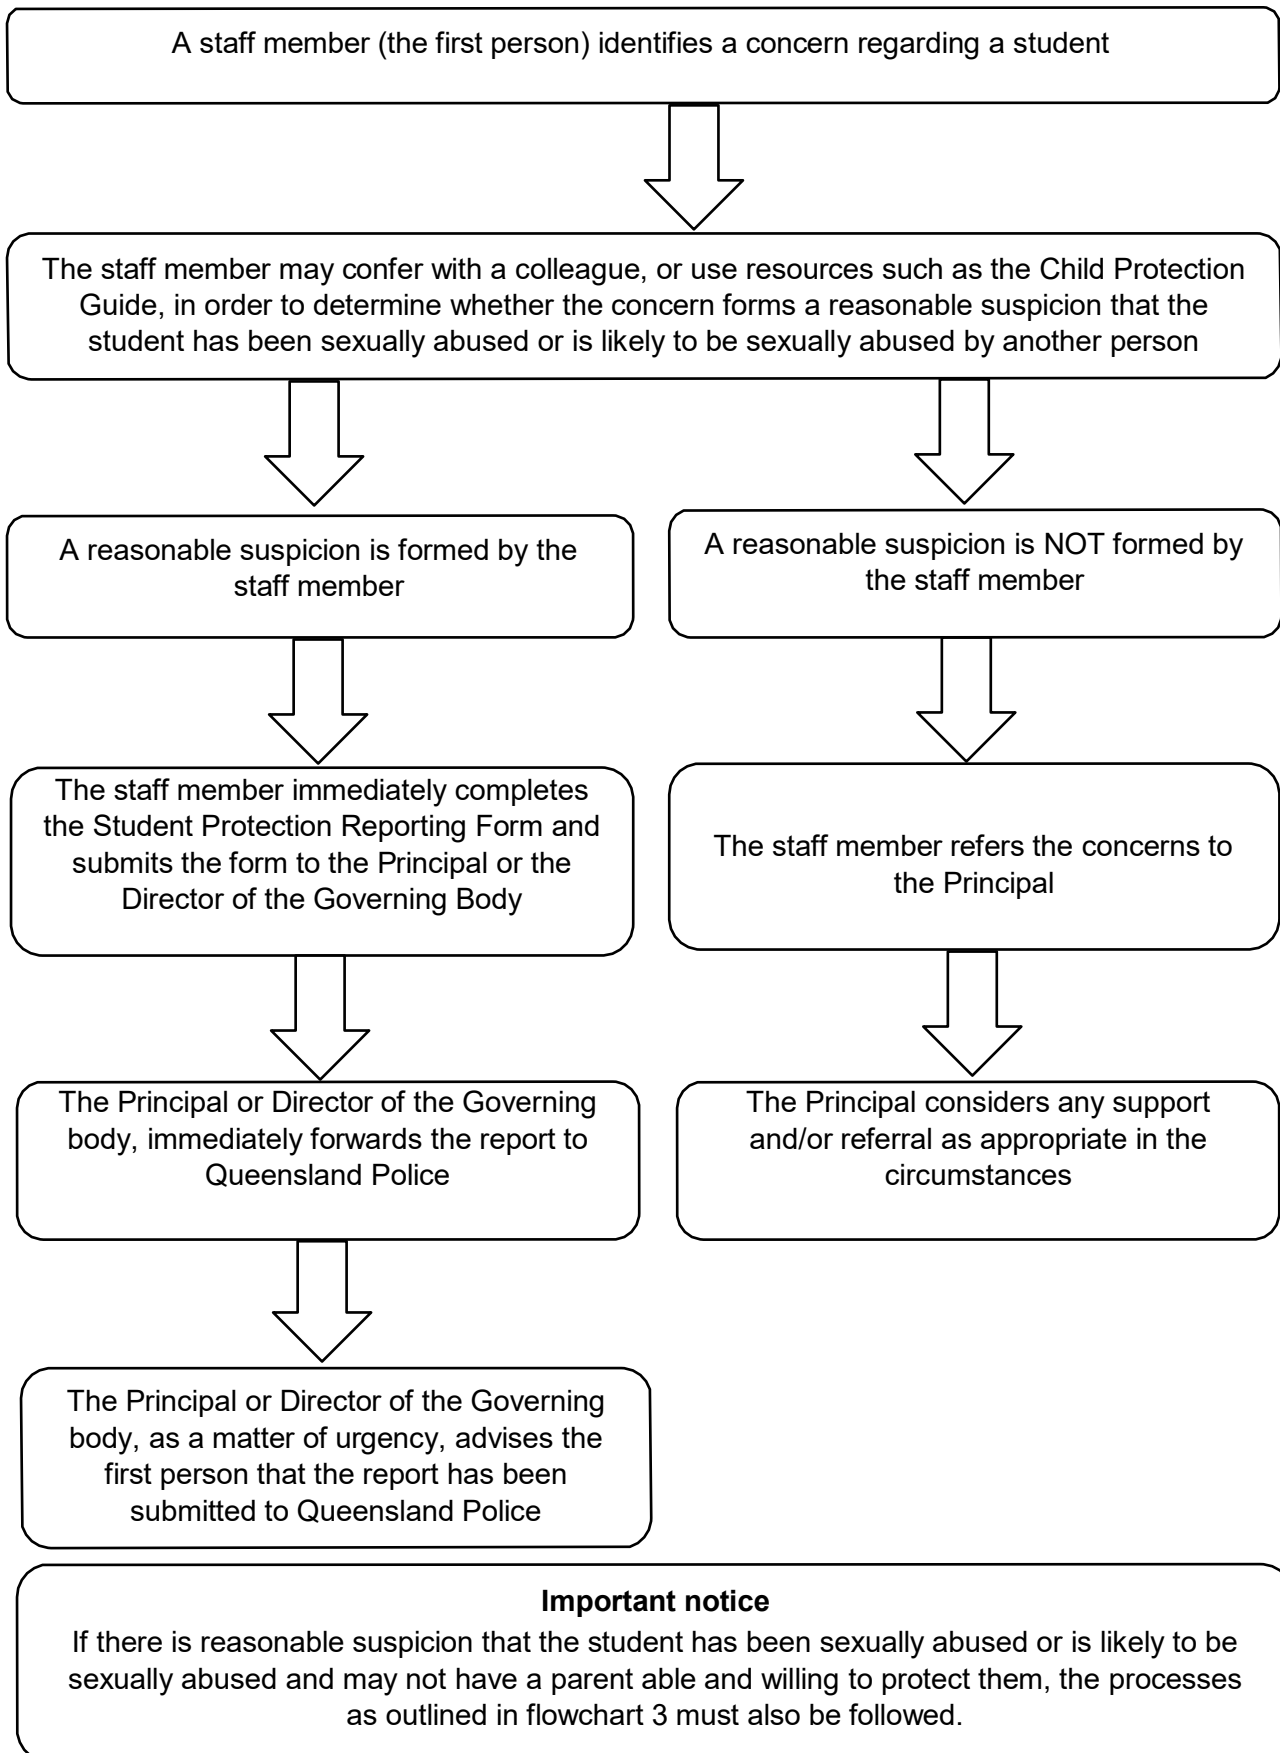 A staff member (the first person) identifies a concern regarding a student
The staff member may confer with a colleague, or use resources such as the Child Protection
Guide, in order to determine whether the concern forms a reasonable suspicion that the
student has been sexually abused or is likely to be sexually abused by another person
A reasonable suspicion is formed by the
staff member
A reasonable suspicion is NOT formed by
the staff member
The staff member immediately completes
the Student Protection Reporting Form and
submits the form to the Principal or the
Director of the Governing Body
The staff member refers the concerns to
the Principal
The Principal or Director of the Governing
body, immediately forwards the report to
Queensland Police
The Principal considers any support
and/or referral as appropriate in the
circumstances
The Principal or Director of the Governing
body, as a matter of urgency, advises the
first person that the report has been
submitted to Queensland Police
Important notice
If there is reasonable suspicion that the student has been sexually abused or is likely to be
sexually abused and may not have a parent able and willing to protect them, the processes
as outlined in flowchart 3 must also be followed.